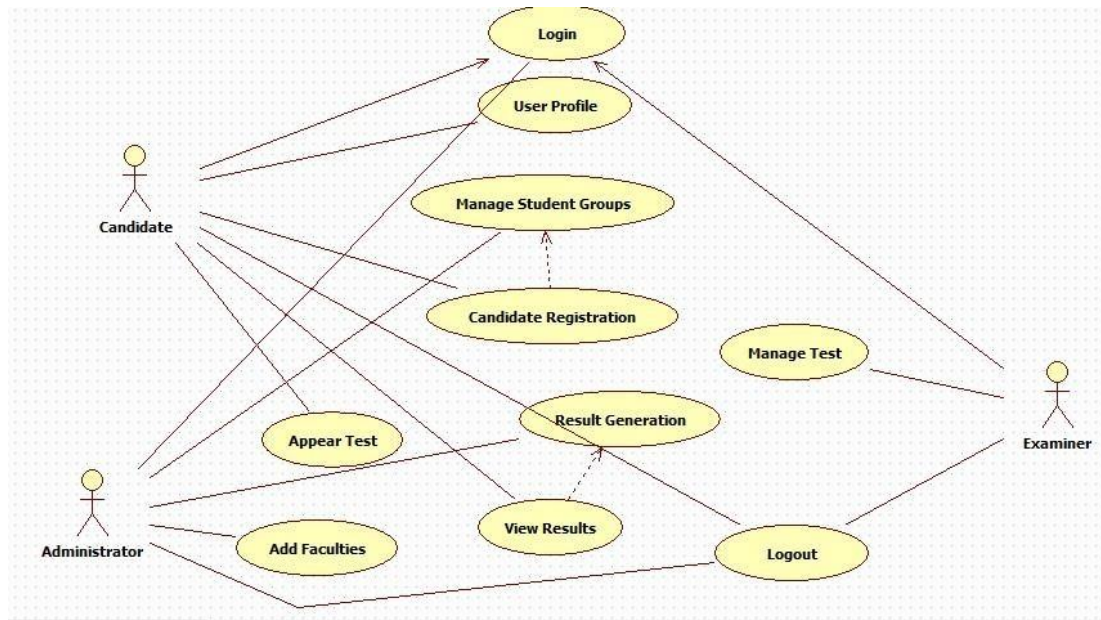 Login
User Profile
Manage Student Groups
Candidate
Candidate Registration
Manage Test
Result Generation
Appear Test
Examiner
View Results
Add Faculties
Administrator
Logout